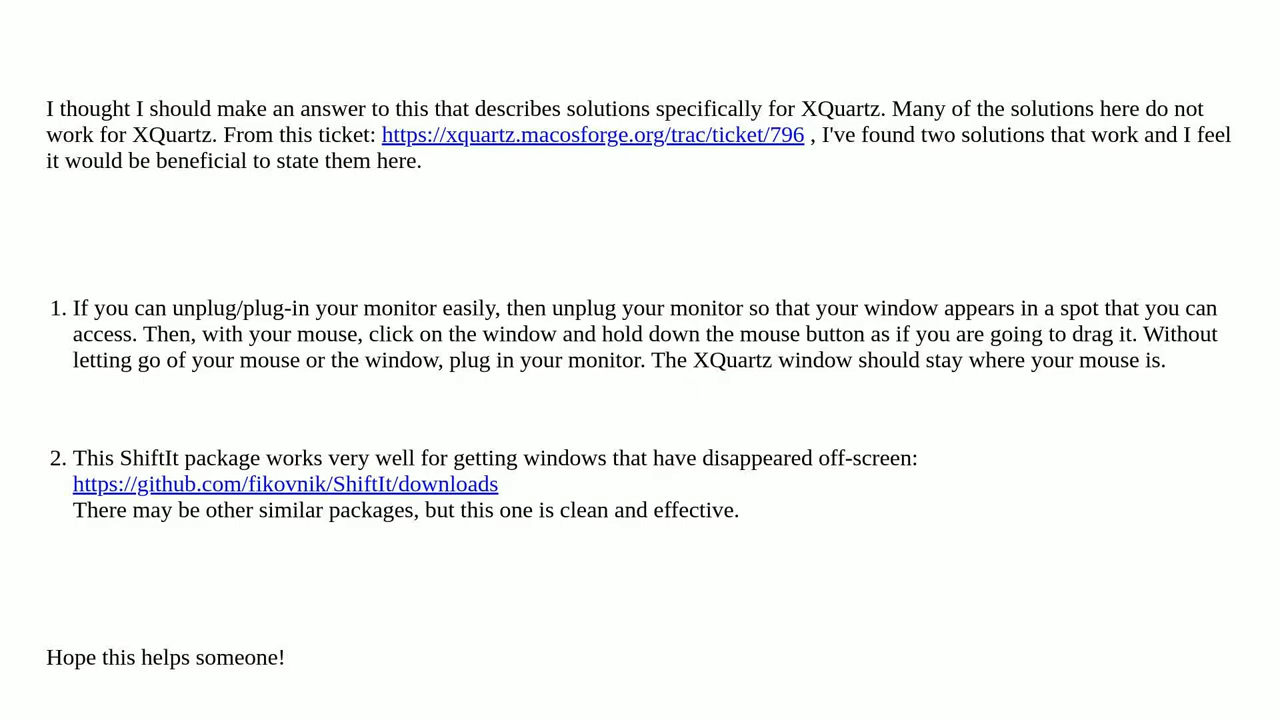 I thought I should make an answer to this that describes solutions specifically for XQuartz. Many of the solutions here do not
work for XQuartz. From this ticket: https://xquartz.macosforge.org/trac/ticket/796 , I've found two solutions that work and I feel
it would be beneficial to state them here.
1. If you can unplug/plug-in your monitor easily, then unplug your monitor so that your window appears in a spot that you can
access. Then, with your mouse, click on the window and hold down the mouse button as if you are going to drag it. Without
letting go of your mouse or the window, plug in your monitor. The XQuartz window should stay where your mouse is.
2. This ShiftIt package works very well for getting windows that have disappeared off-screen:
https://github.com/fikovnik/ShiftIt/downloads
There may be other similar packages, but this one is clean and effective.
Hope this helps someone!